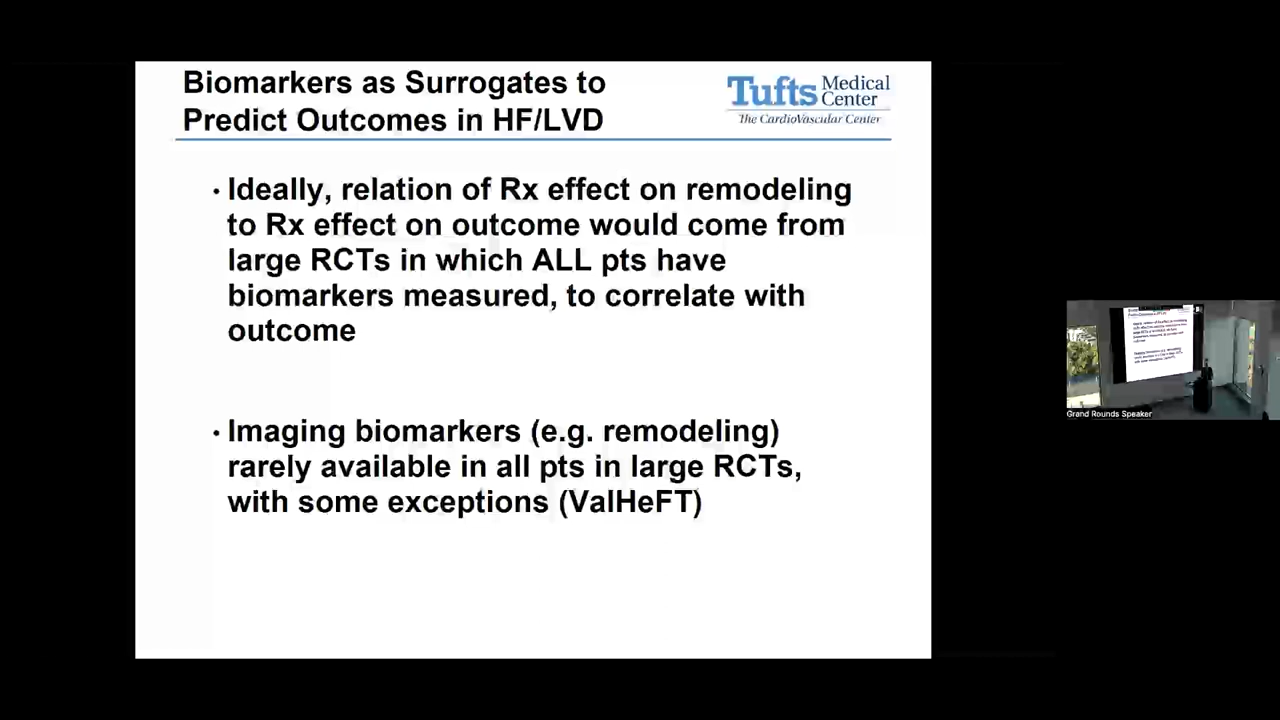 Biomarkers as Surrogates to
Predict Outcomes in HF/LVD
Tufts Medical
Center
The CardioVascular Center
• Ideally, relation of Rx effect on remodeling
to Rx effect on outcome would come from
large RCTs in which ALL pts have
biomarkers measured, to correlate with
outcome
• Imaging biomarkers (e.g. remodeling)
rarely available in all pts in large RCTs,
with some exceptions (ValHeFT)
Grand Rounds Speaker